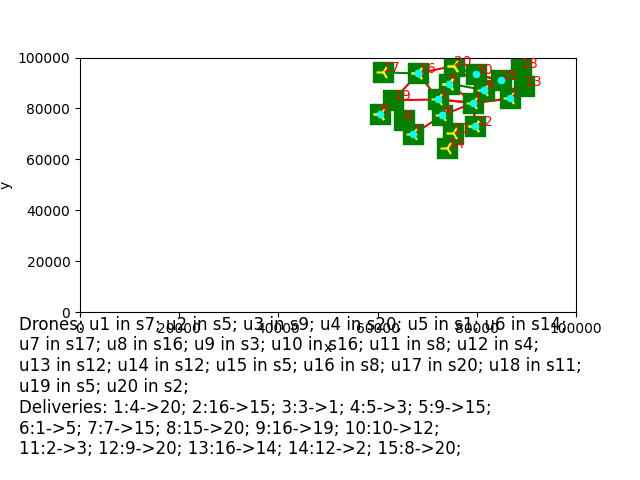 100000
80000
60000
40000
20000
0
y
0 20000 40000 60000 80000 100000
x
17
16
20
19
12
Drones: u1 in s7; u2 in s5; u3 in s9; u4 in s20; u5 in s1; u6 in s14;
u7 in s17; u8 in s16; u9 in s3; u10 in s16; u11 in s8; u12 in s4;
u13 in s12; u14 in s12; u15 in s5; u16 in s8; u17 in s20; u18 in s11;
u19 in s5; u20 in s2;
Deliveries: 1:4->20; 2:16->15; 3:3->1; 4:5->3; 5:9->15;
6:1->5; 7:7->15; 8:15->20; 9:16->19; 10:10->12;
11:2->3; 12:9->20; 13:16->14; 14:12->2; 15:8->20;